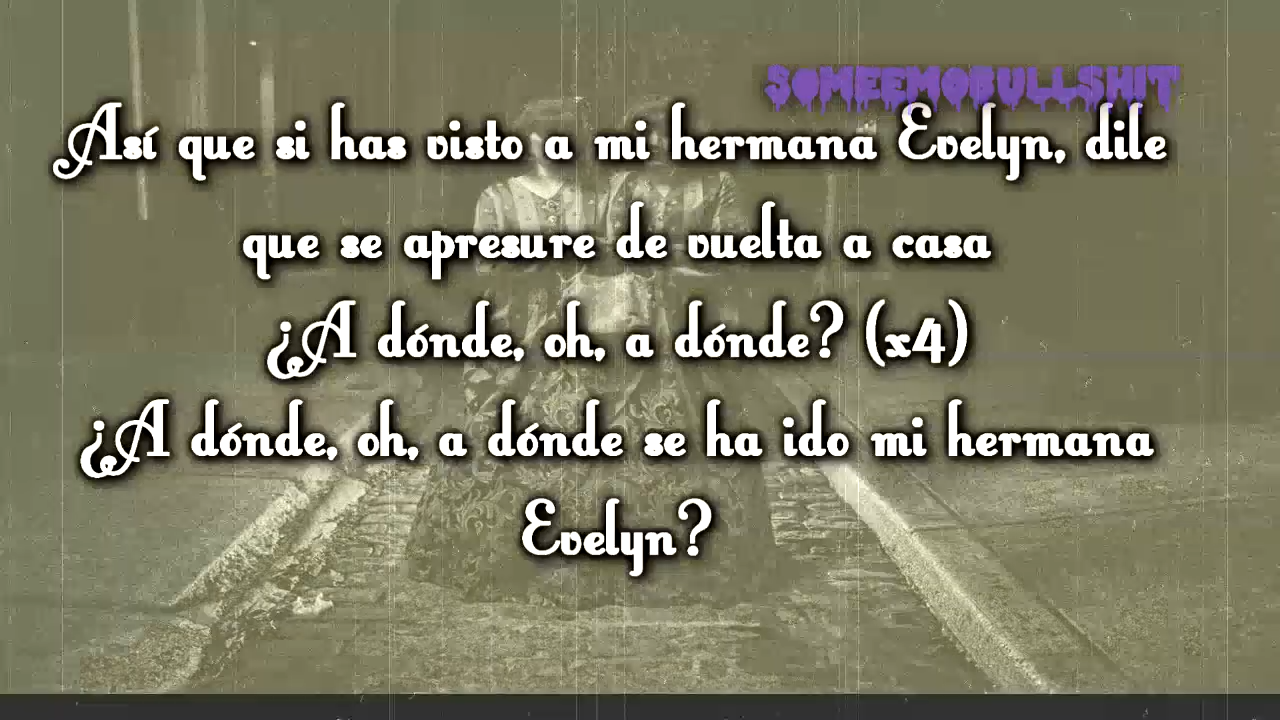 SOMEEMOBULLSHIT
Así que si has visto a mi hermana Evelyn, dile
que se apresure de vuelta a casa
¿A dónde, oh, a dónde? (x4)
¿A dónde, oh, a dónde se ha ido mi hermana
Evelyn?